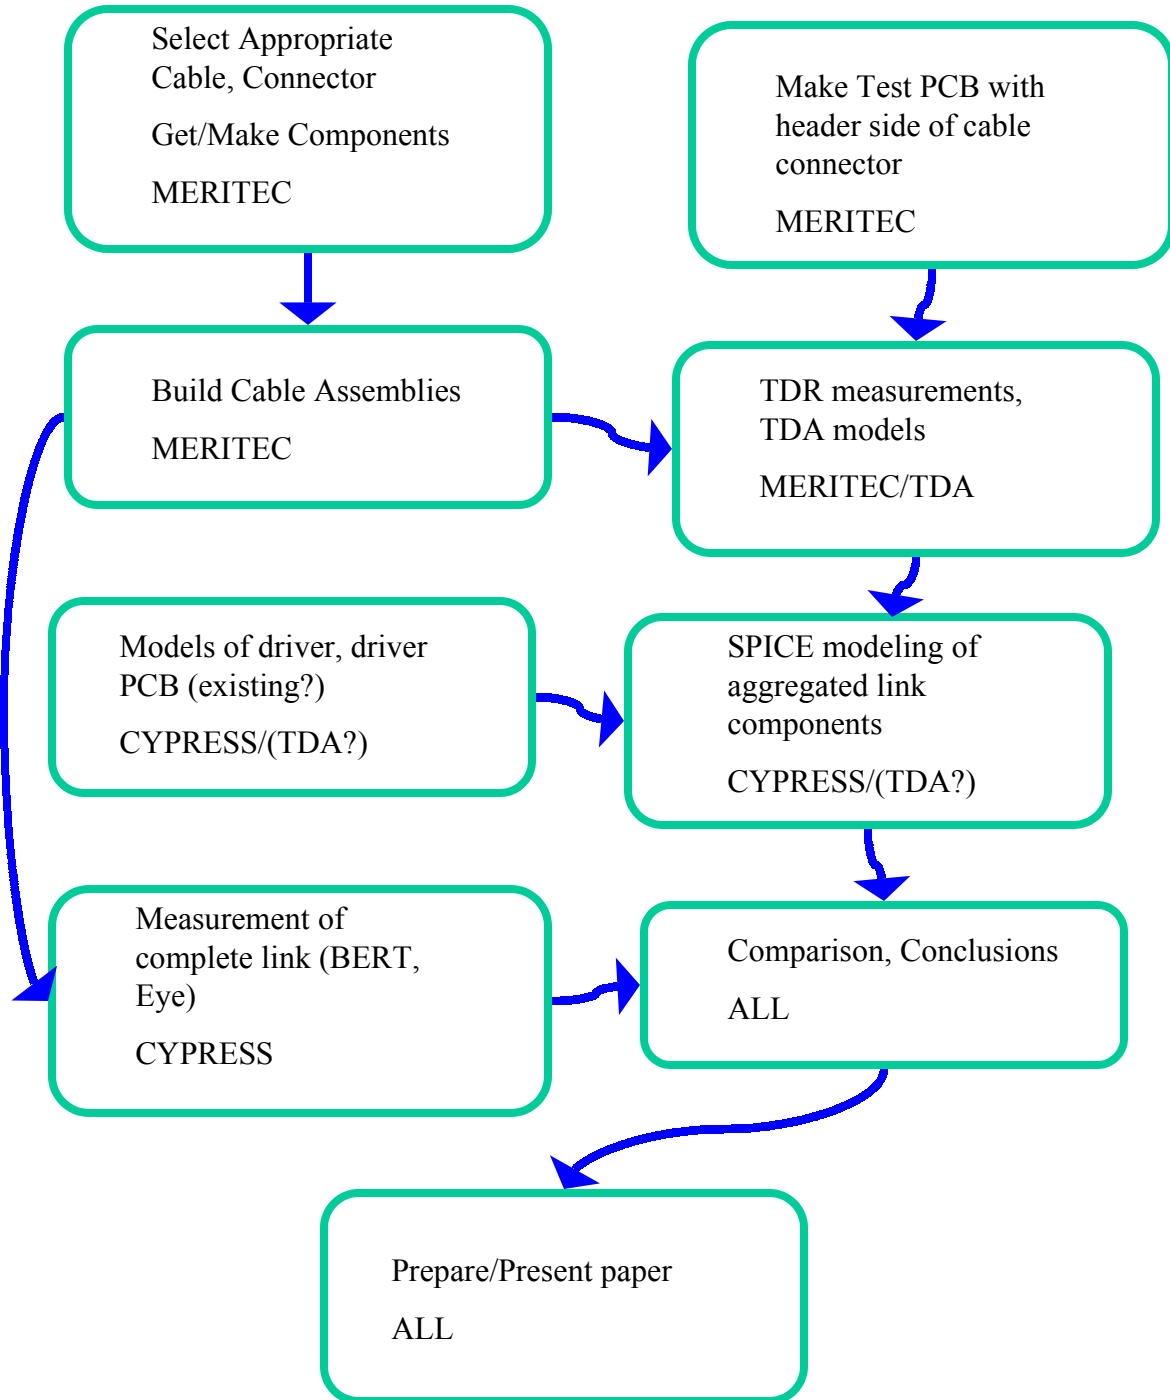 Select Appropriate
Cable, Connector
Get/Make Components
MERITEC
Make Test PCB with
header side of cable
connector
MERITEC
Build Cable Assemblies
MERITEC
TDR measurements,
TDA models
MERITEC/TDA
Models of driver, driver
PCB (existing?)
CYPRESS/(TDA?)
SPICE modeling of
aggregated link
components
CYPRESS/(TDA?)
Measurement of
complete link (BERT,
Eye)
CYPRESS
Comparison, Conclusions
ALL
Prepare/Present paper
ALL